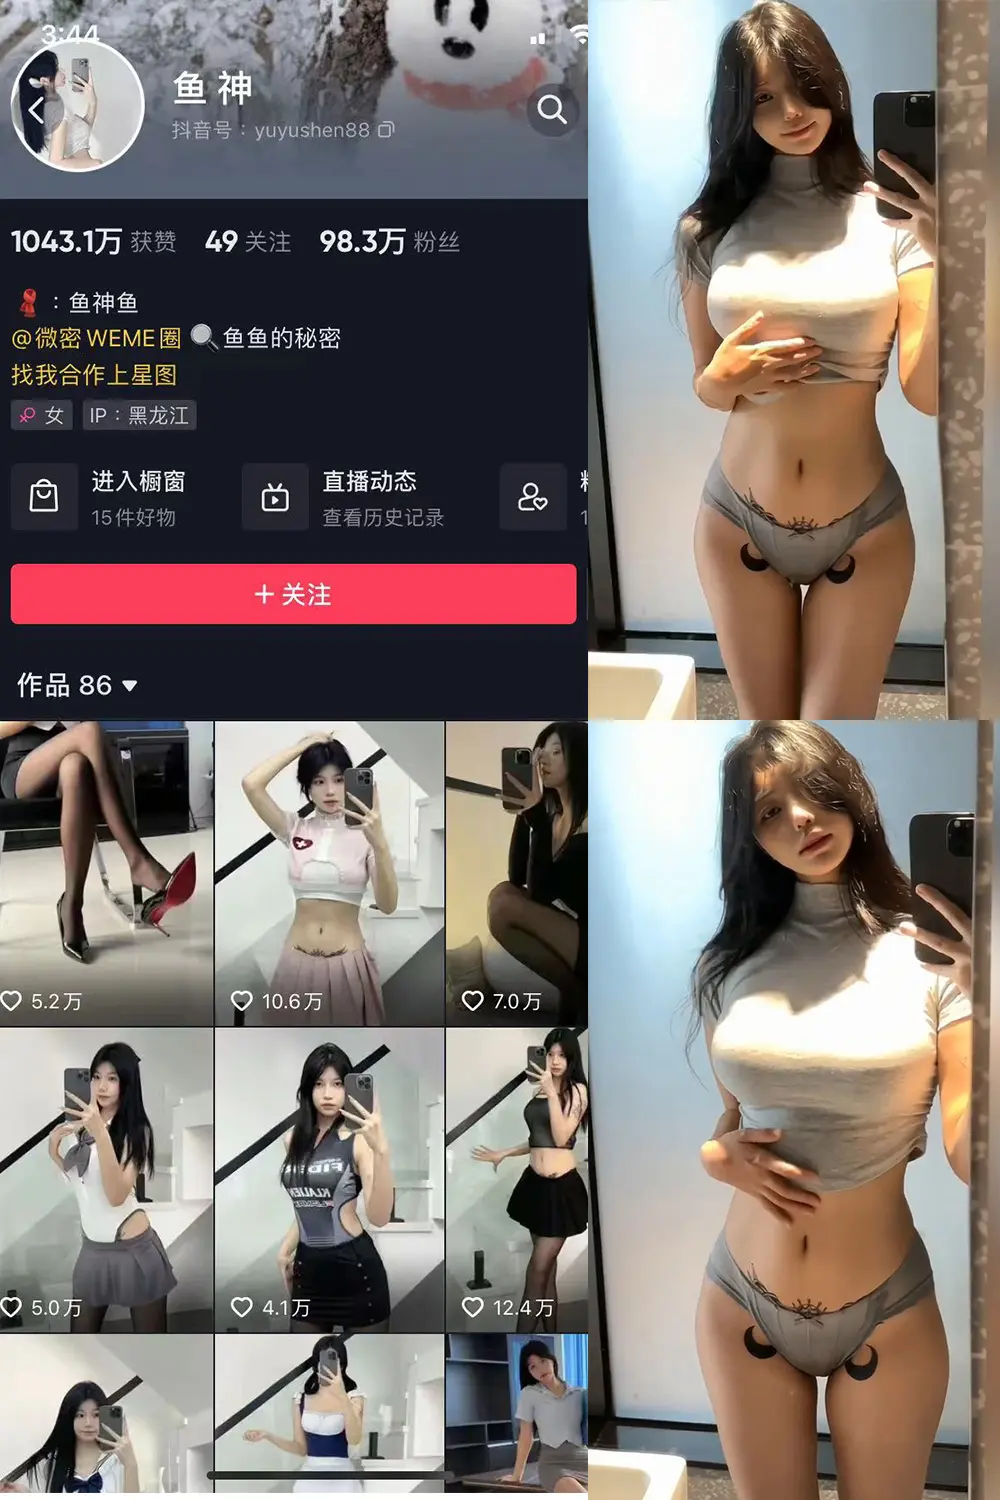 3:44
鱼神
抖音号：yuyushen88
1043.1万 获赞 49 关注 98.3万 粉丝
：鱼神鱼
@微密WEME圈 鱼鱼的秘密
找我合作上星图
女 IP：黑龙江
进入橱窗
15件好物
直播动态
查看历史记录
+ 关注
作品 86
5.2万
10.6万
7.0万
5.0万
4.1万
12.4万